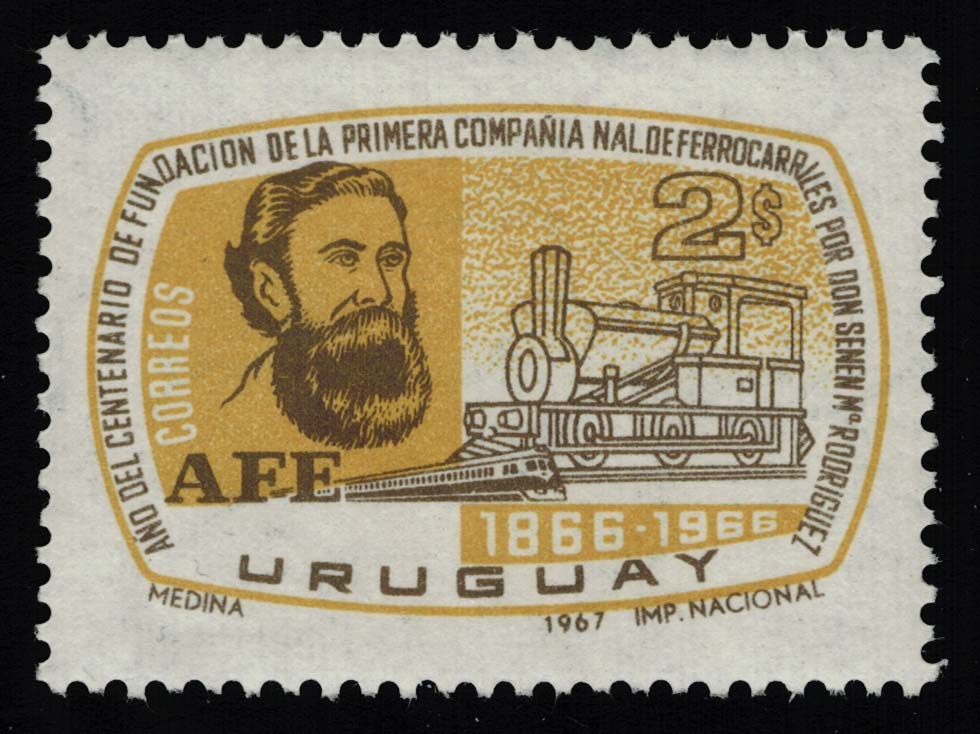 AÑO DEL CENTENARIO DE FUNDACION DE LA PRIMERA COMPAÑIA NAL. DE FERROCARRILES POR DON SENEN Mª RODRIGUEZ
2$
CORREOS
AFE
1866-1966
URUGUAY
MEDINA
1967 IMP. NACIONAL